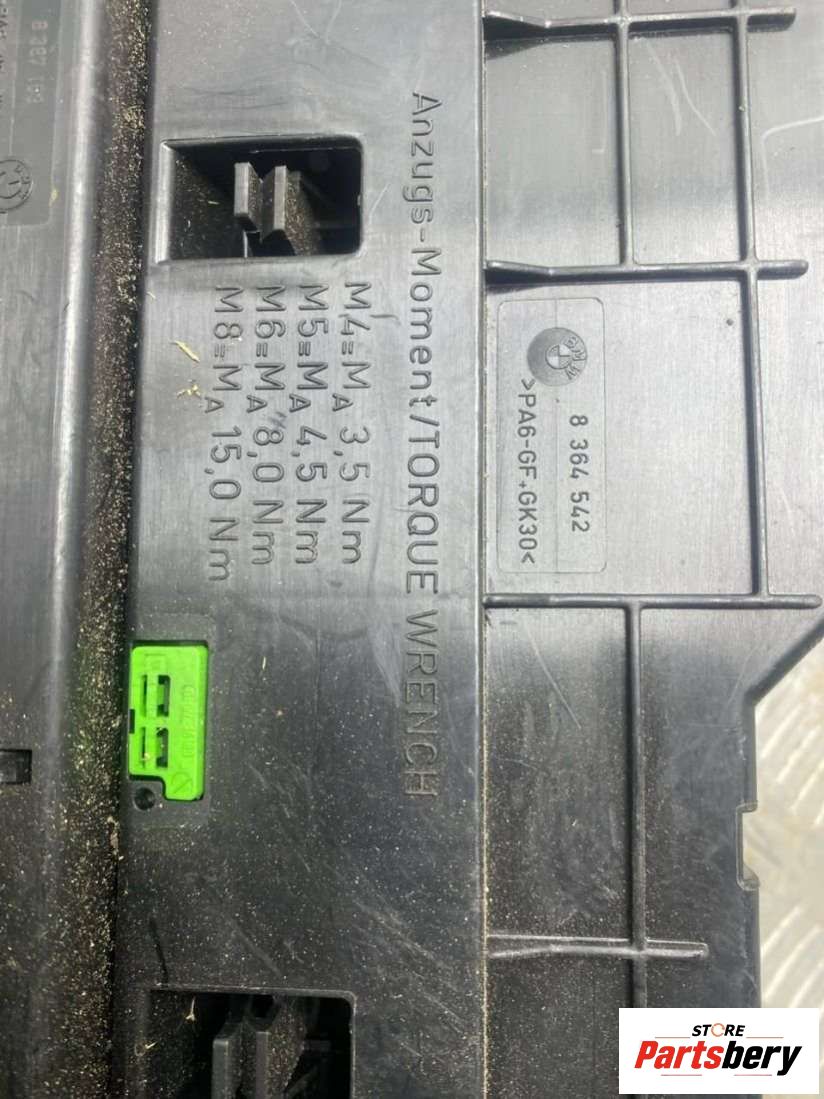 Anzugs-Moment/TORQUE WRENCH
M4=MA 3,5 Nm
M5=MA 4,5 Nm
M6=MA 8,0 Nm
M8=MA 15,0 Nm
BMW
8 364 542
>PA6-GF+GK30<
STORE
Partsbery